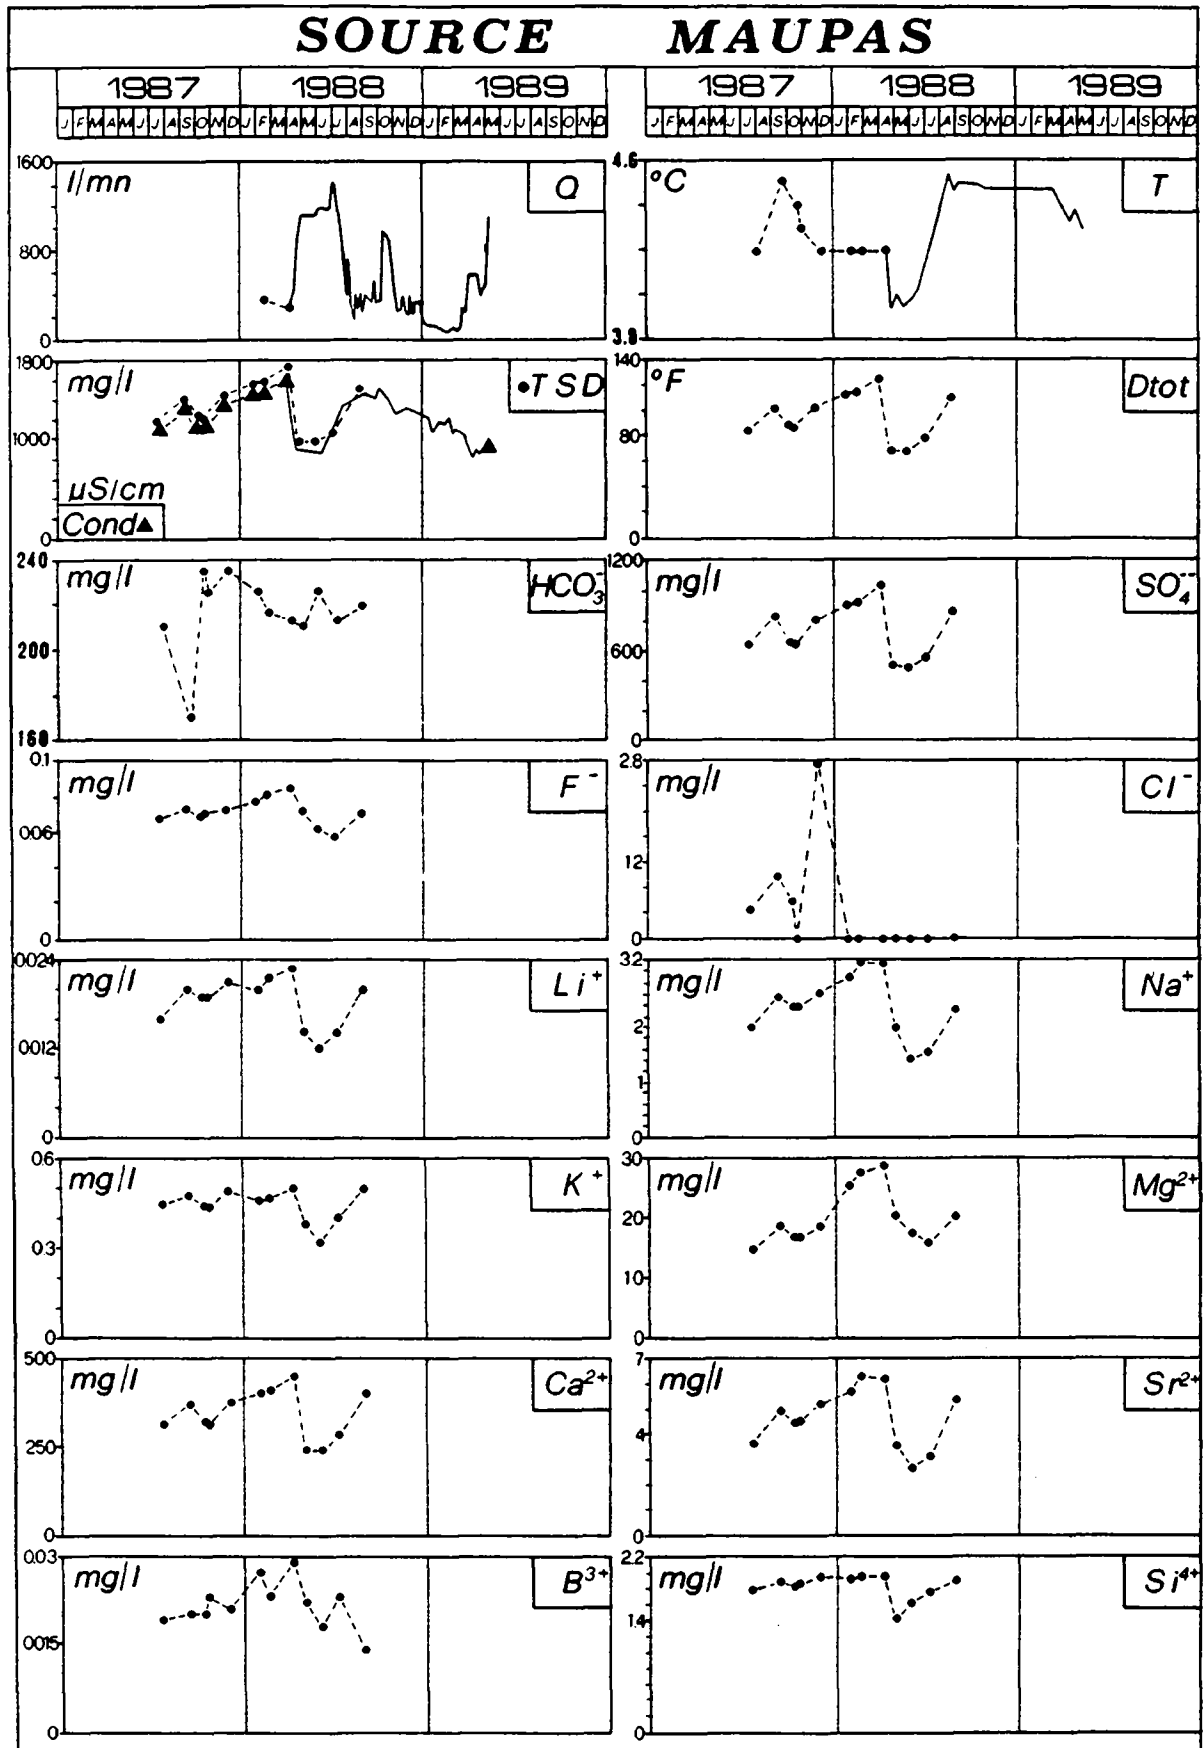 SOURCE MAUPAS
1987 1988 1989 1987 1988 1989
J F M A M J J A S O N D J F M A M J J A S O N D J F M A M J J A S O N D J F M A M J J A S O N D J F M A M J J A S O N D J F M A M J J A S O N D
1600 l/mn Q
800
0
4.6 °C T
3.8
1800 mg/l •TSD
1000
µS/cm
0 Cond▲
140 °F Dtot
80
0
240 mg/l HCO3-
200
160
1200 mg/l SO4--
600
0
0.1 mg/l F-
0.06
0
2.8 mg/l Cl-
1.2
0
0.024 mg/l Li+
0.012
0
3.2 mg/l Na+
2
1
0
0.6 mg/l K+
0.3
0
30 mg/l Mg2+
20
10
0
500 mg/l Ca2+
250
0
7 mg/l Sr2+
4
0
0.03 mg/l B3+
0.015
0
2.2 mg/l Si4+
1.4
0